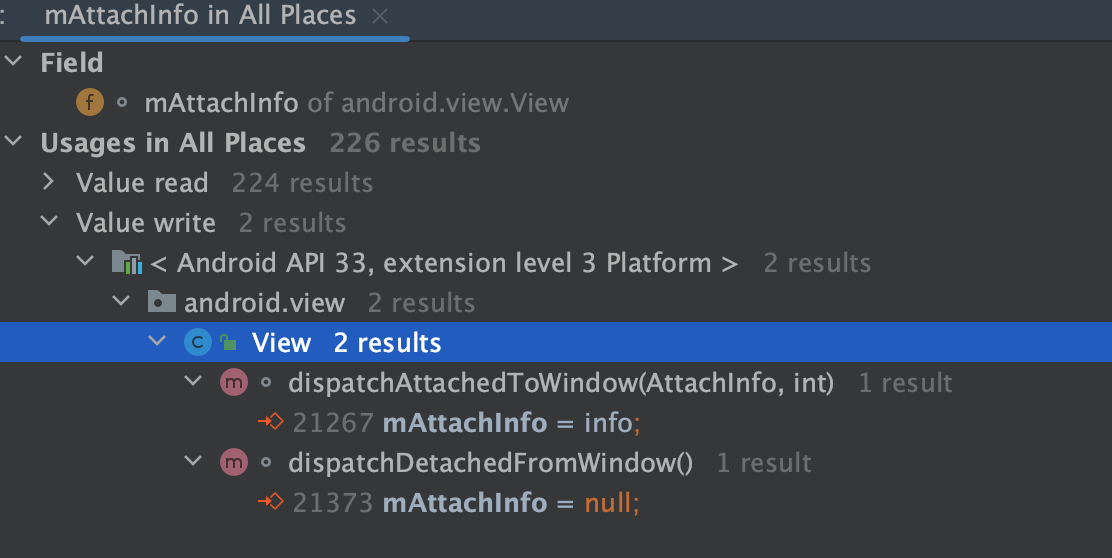 : mAttachInfo in All Places
Field
f mAttachInfo of android.view.View
Usages in All Places 226 results
Value read 224 results
Value write 2 results
< Android API 33, extension level 3 Platform > 2 results
android.view 2 results
C View 2 results
m dispatchAttachedToWindow(AttachInfo, int) 1 result
21267 mAttachInfo = info;
m dispatchDetachedFromWindow() 1 result
21373 mAttachInfo = null;